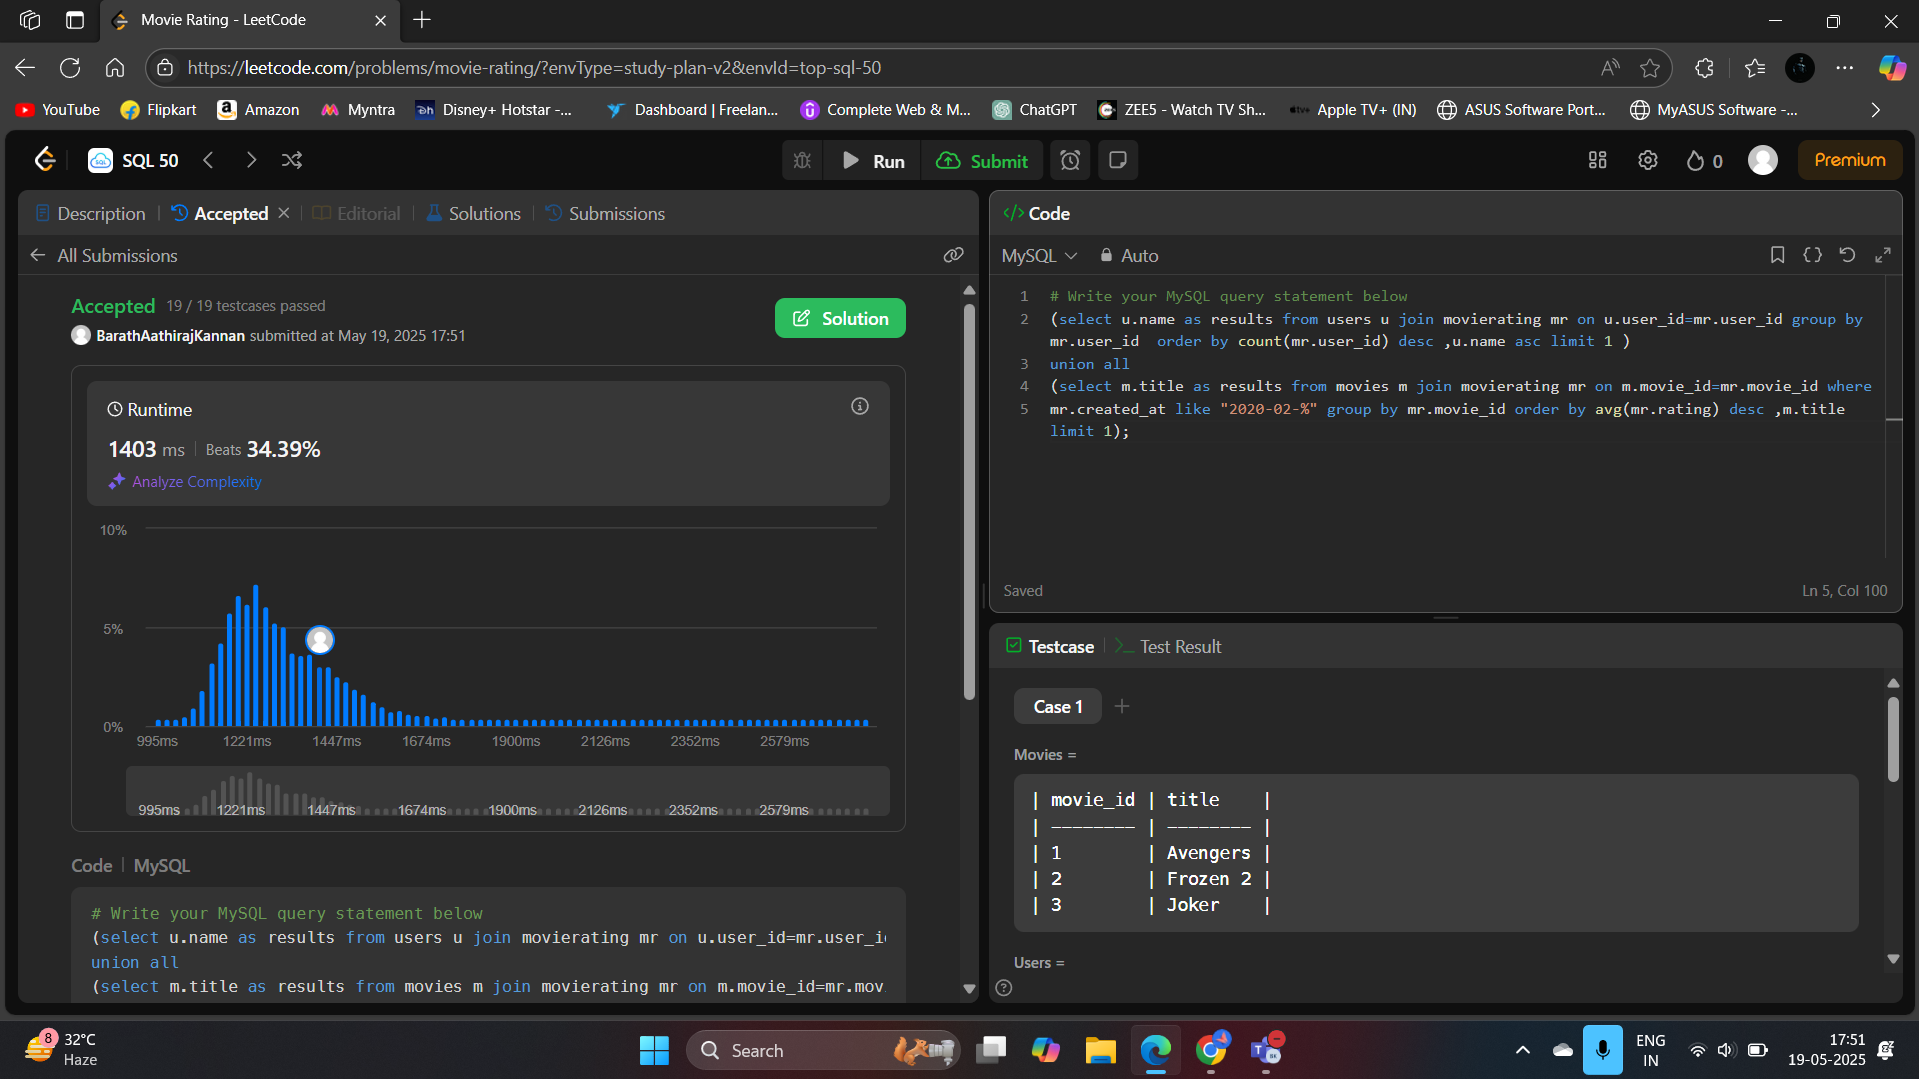 Movie Rating - LeetCode
https://leetcode.com/problems/movie-rating/?envType=study-plan-v2&envId=top-sql-50
YouTube
Flipkart
Amazon
Myntra
Disney+ Hotstar -...
Dashboard | Freelan...
Complete Web & M...
ChatGPT
ZEE5 - Watch TV Sh...
Apple TV+ (IN)
ASUS Software Port...
MyASUS Software -...
SQL 50
Run
Submit
0
Premium
Description
Accepted
Editorial
Solutions
Submissions
All Submissions
Accepted 19 / 19 testcases passed
BarathAathirajKannan submitted at May 19, 2025 17:51
Solution
Runtime
1403 ms Beats 34.39%
Analyze Complexity
10%
5%
0%
995ms 1221ms 1447ms 1674ms 1900ms 2126ms 2352ms 2579ms
995ms 1221ms 1447ms 1674ms 1900ms 2126ms 2352ms 2579ms
Code | MySQL
# Write your MySQL query statement below
(select u.name as results from users u join movierating mr on u.user_id=mr.user_i
union all
(select m.title as results from movies m join movierating mr on m.movie_id=mr.mov
</> Code
MySQL
Auto
1 # Write your MySQL query statement below
2 (select u.name as results from users u join movierating mr on u.user_id=mr.user_id group by
mr.user_id  order by count(mr.user_id) desc ,u.name asc limit 1 )
3 union all
4 (select m.title as results from movies m join movierating mr on m.movie_id=mr.movie_id where
5 mr.created_at like "2020-02-%" group by mr.movie_id order by avg(mr.rating) desc ,m.title
limit 1);
Saved
Ln 5, Col 100
Testcase
Test Result
Case 1
Movies =
| movie_id | title |
| -------- | -------- |
| 1 | Avengers |
| 2 | Frozen 2 |
| 3 | Joker |
Users =
8
32°C
Haze
Search
ENG
IN
17:51
19-05-2025